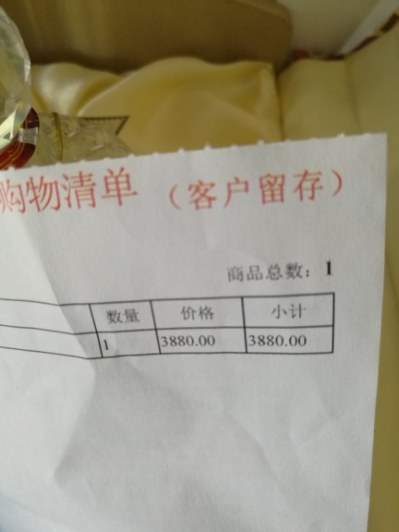 购物清单（客户留存）
商品总数：1
数量 价格 小计
1 3880.00 3880.00